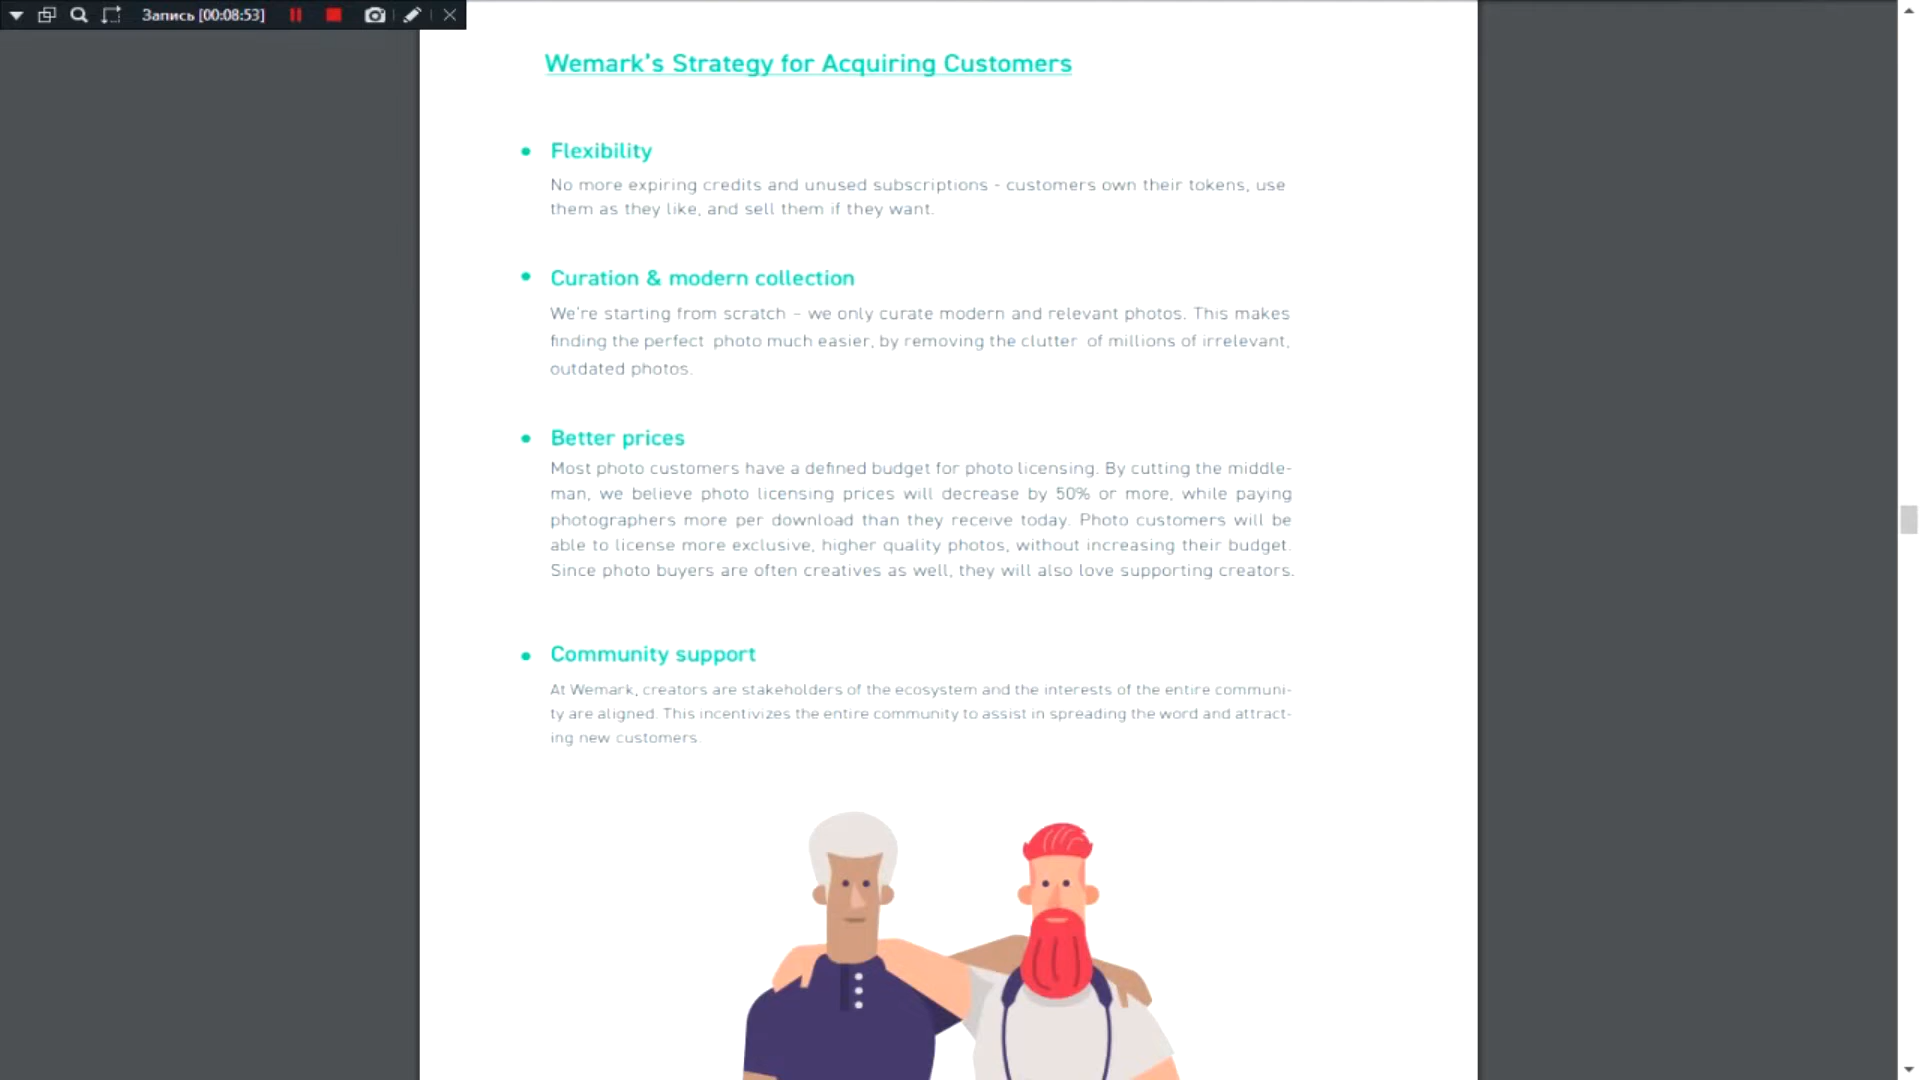 Запись [00:08:53]
Wemark's Strategy for Acquiring Customers
• Flexibility
No more expiring credits and unused subscriptions - customers own their tokens, use
them as they like, and sell them if they want.
• Curation & modern collection
We're starting from scratch – we only curate modern and relevant photos. This makes
finding the perfect photo much easier, by removing the clutter of millions of irrelevant,
outdated photos.
• Better prices
Most photo customers have a defined budget for photo licensing. By cutting the middle-
man, we believe photo licensing prices will decrease by 50% or more, while paying
photographers more per download than they receive today. Photo customers will be
able to license more exclusive, higher quality photos, without increasing their budget.
Since photo buyers are often creatives as well, they will also love supporting creators.
• Community support
At Wemark, creators are stakeholders of the ecosystem and the interests of the entire communi-
ty are aligned. This incentivizes the entire community to assist in spreading the word and attract-
ing new customers.